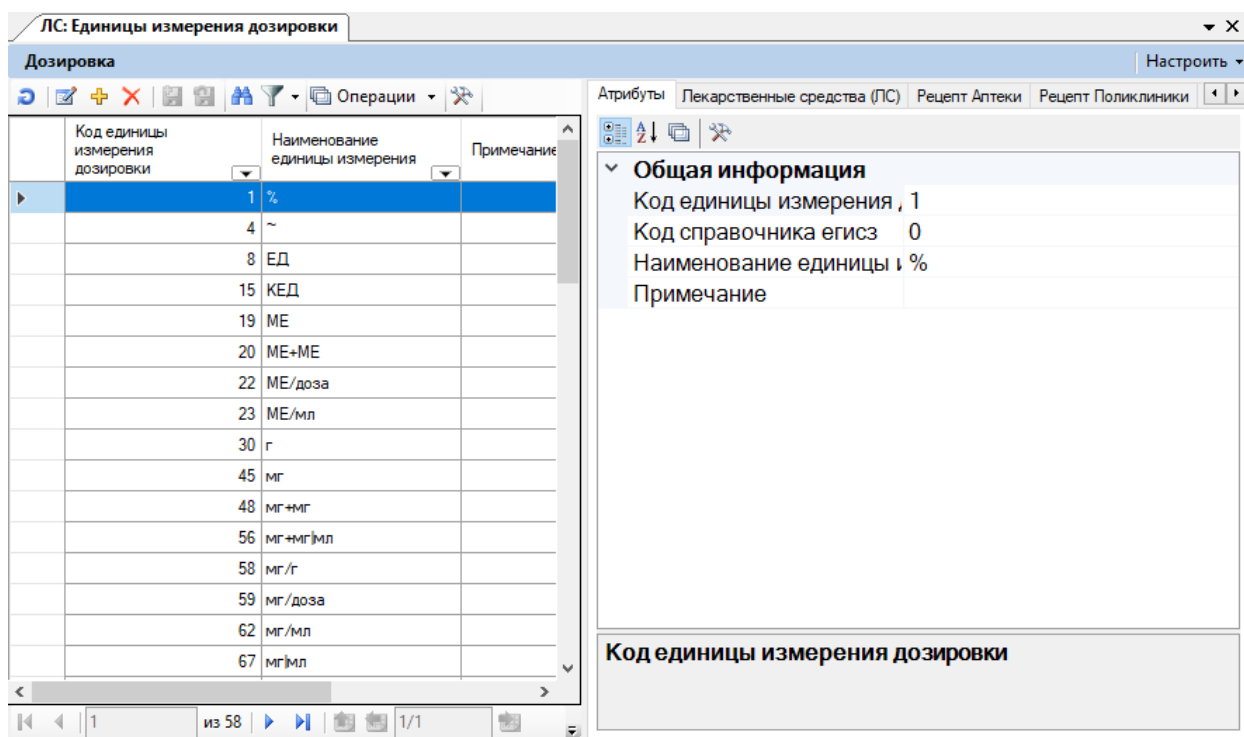 ЛС: Единицы измерения дозировки
Дозировка
Настроить
Операции
Код единицы измерения дозировки
Наименование единицы измерения
Примечание
1 %
4 ~
8 ЕД
15 КЕД
19 МЕ
20 МЕ+МЕ
22 МЕ/доза
23 МЕ/мл
30 г
45 мг
48 мг+мг
56 мг+мг|мл
58 мг/г
59 мг/доза
62 мг/мл
67 мг|мл
1 из 58 1/1
Атрибуты Лекарственные средства (ЛС) Рецепт Аптеки Рецепт Поликлиники
Общая информация
Код единицы измерения 1
Код справочника егисз 0
Наименование единицы %
Примечание
Код единицы измерения дозировки